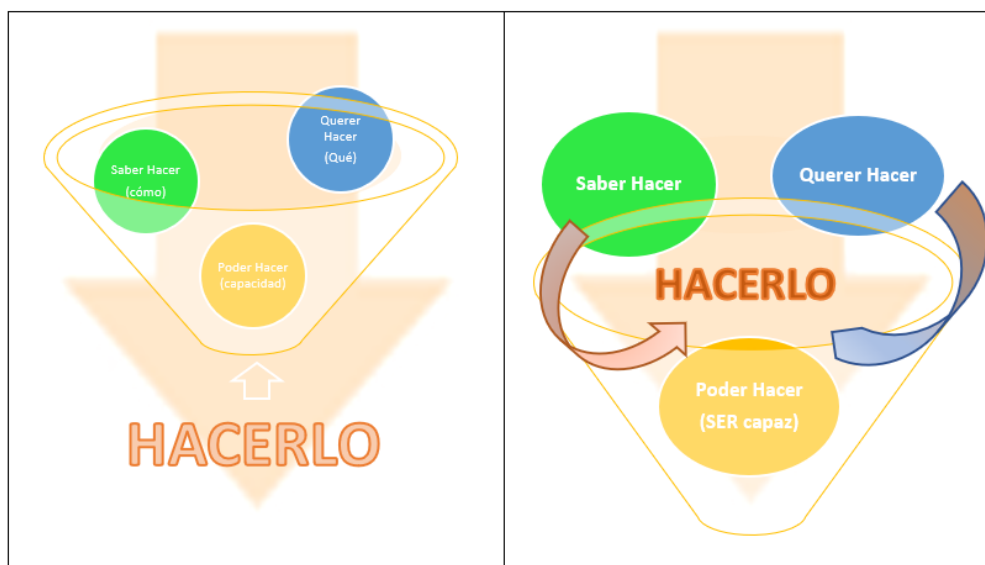 Querer
Hacer
(Qué)
Saber Hacer
(cómo)
Poder Hacer
(capacidad)
HACERLO
Saber Hacer
Querer Hacer
HACERLO
Poder Hacer
(SER capaz)